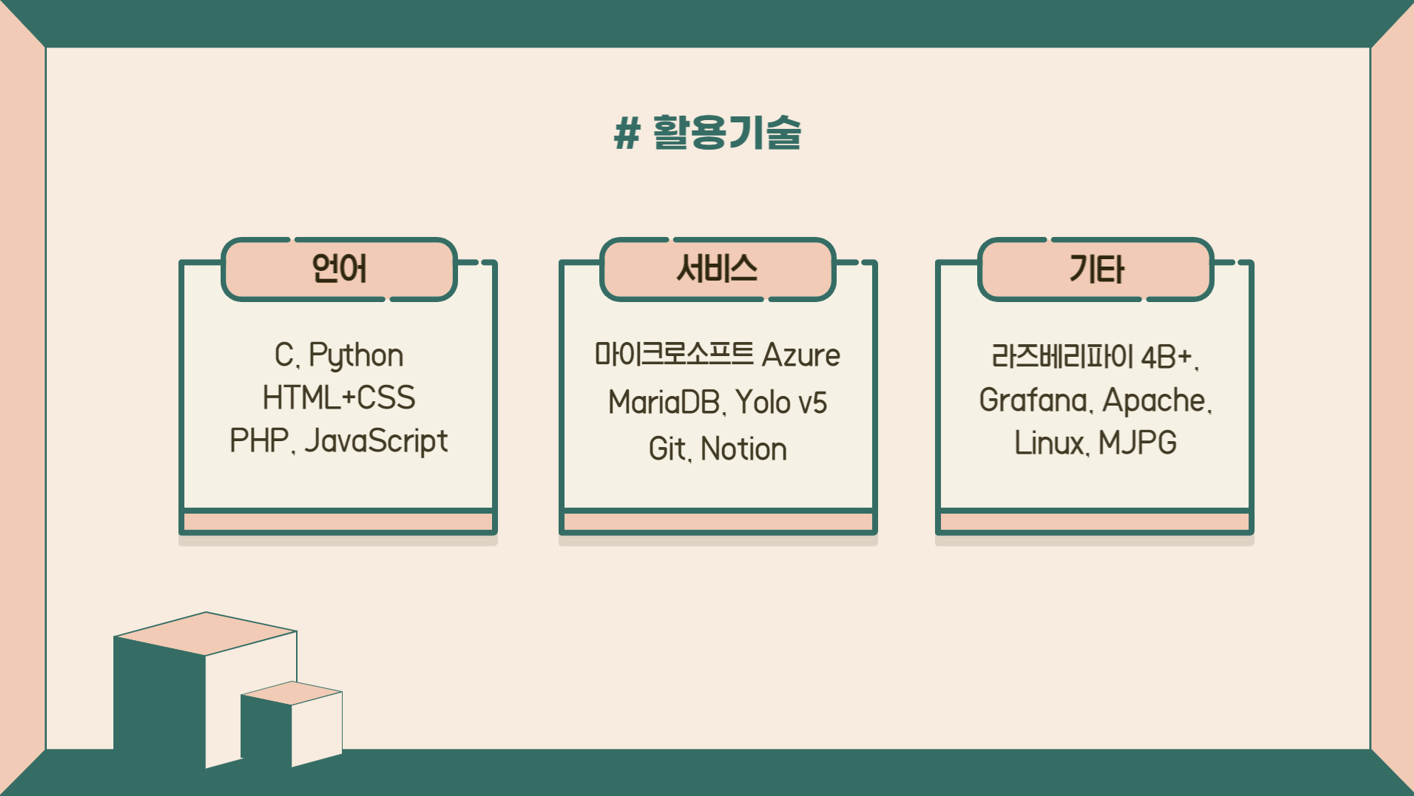 # 활용기술
언어
C, Python
HTML+CSS
PHP, JavaScript
서비스
마이크로소프트 Azure
MariaDB, Yolo v5
Git, Notion
기타
라즈베리파이 4B+,
Grafana, Apache,
Linux, MJPG